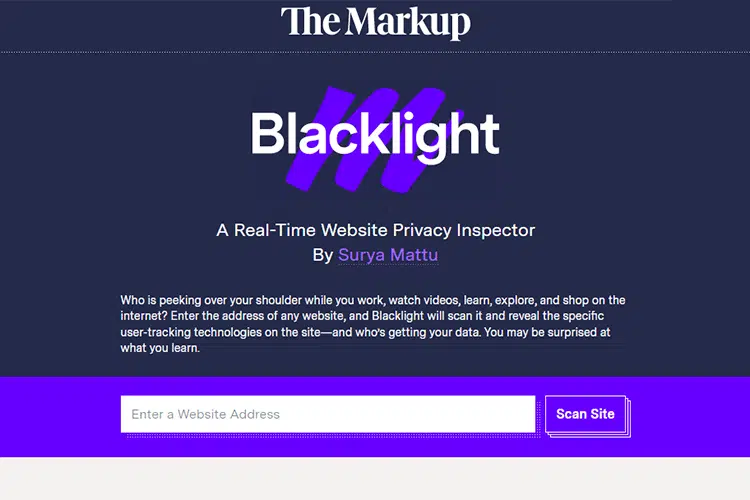 The Markup
Blacklight
A Real-Time Website Privacy Inspector
By Surya Mattu
Who is peeking over your shoulder while you work, watch videos, learn, explore, and shop on the
internet? Enter the address of any website, and Blacklight will scan it and reveal the specific
user-tracking technologies on the site—and who's getting your data. You may be surprised at
what you learn.
Enter a Website Address
Scan Site